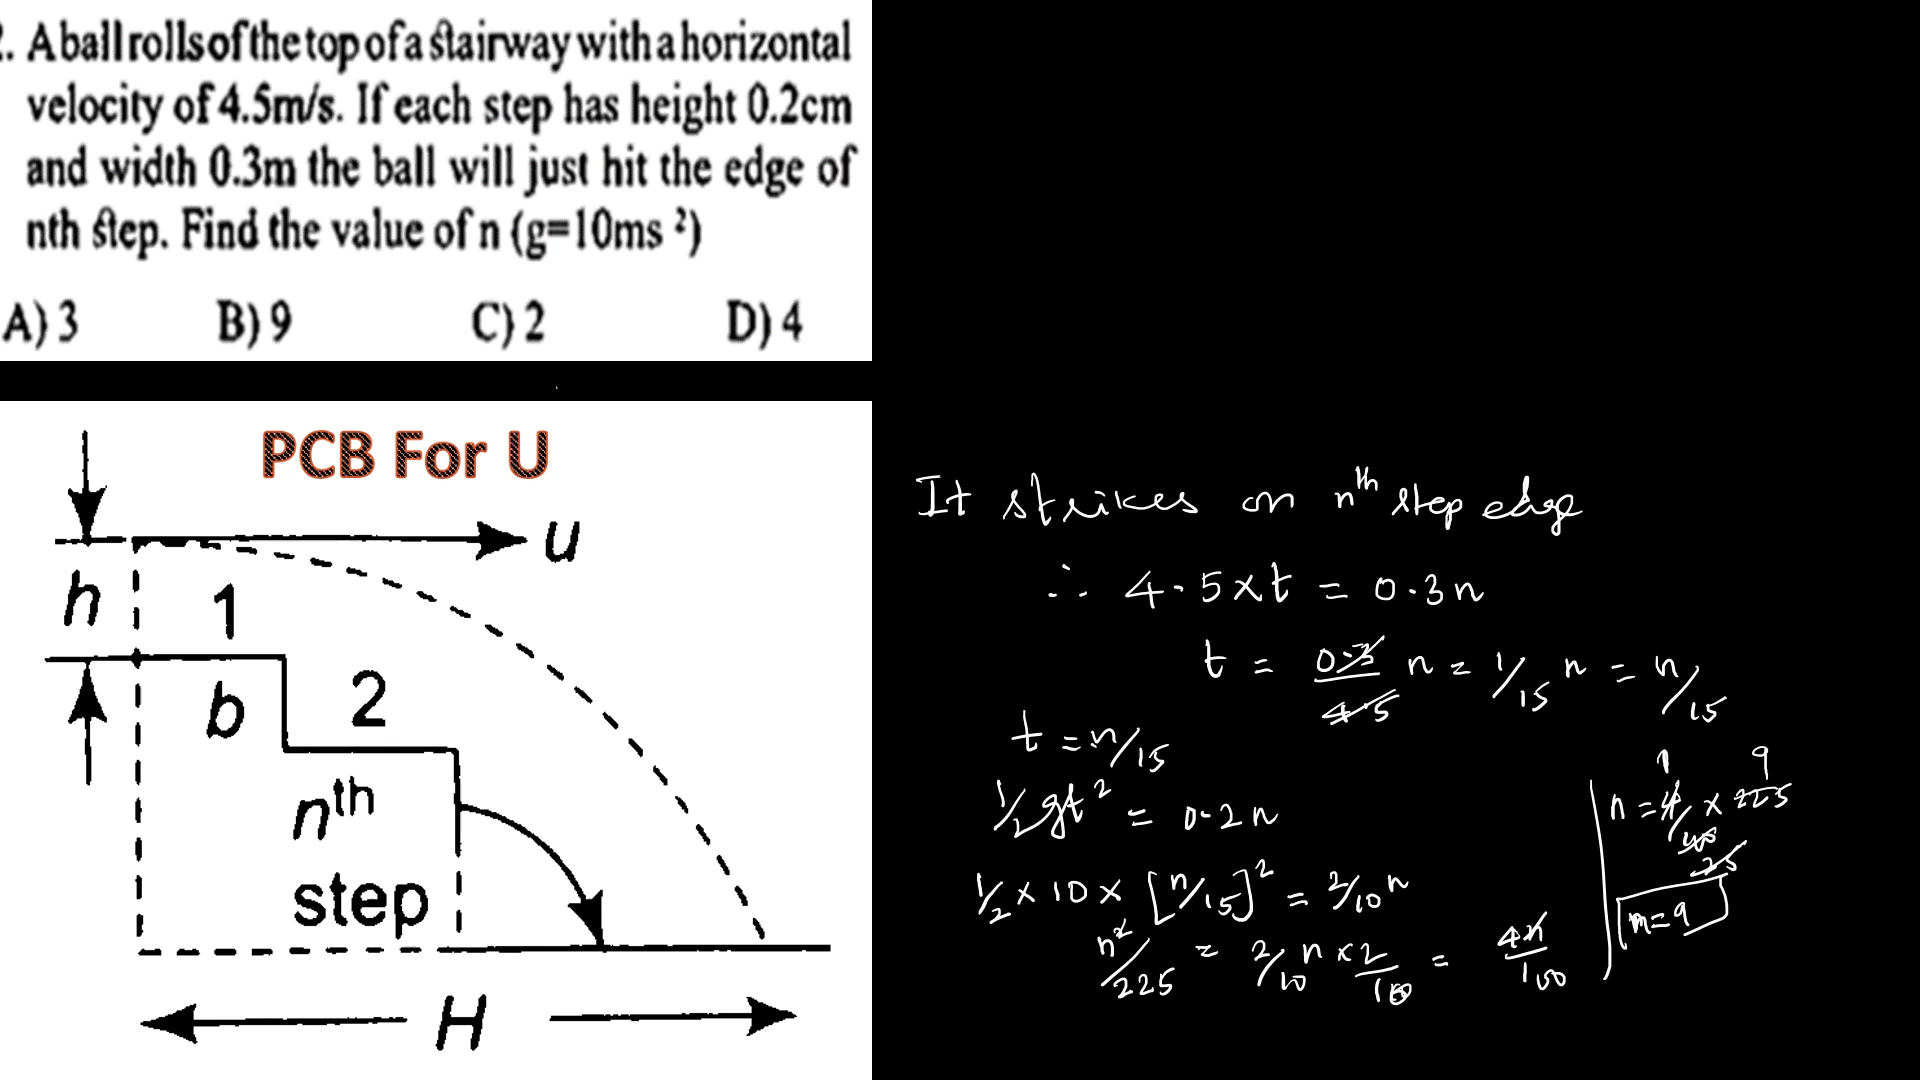 . A ball rolls of the top of a stairway with a horizontal
velocity of 4.5m/s. If each step has height 0.2cm
and width 0.3m the ball will just hit the edge of
nth step. Find the value of n (g=10ms ²)
A) 3 B) 9 C) 2 D) 4
PCB For U
u
h
1
b
2
nᵗʰ
step
H
It strikes on nᵗʰ step edge
∴ 4.5 x t = 0.3n
t = 0.3/4.5 n = 1/15 n = n/15
t = n/15
1/2 gt² = 0.2n
1/2 x 10 x [n/15]² = 2/10 n
n²/225 = 2/10 n x 2/10 = 4n/100
1 9
n = 4/100 x 225
25
n=9